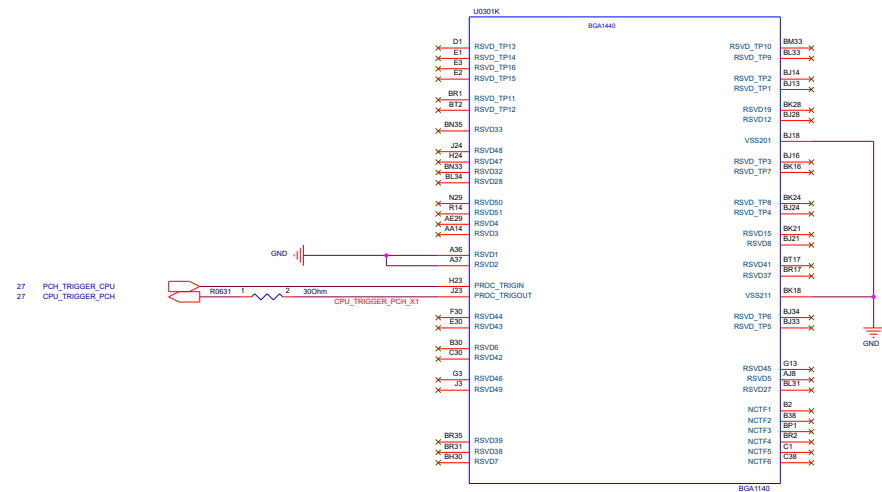 U0301K
BGA1440
D1 RSVD_TP13
E1 RSVD_TP14
E3 RSVD_TP16
E2 RSVD_TP15
BR1 RSVD_TP11
BT2 RSVD_TP12
BN35 RSVD33
J24 RSVD48
H24 RSVD47
BN33 RSVD32
BL34 RSVD28
N29 RSVD50
R14 RSVD51
AE29 RSVD4
AA14 RSVD3
GND
A36 RSVD1
A37 RSVD2
27 PCH_TRIGGER_CPU
H23 PROC_TRIGIN
27 CPU_TRIGGER_PCH
R0631 1 2 30Ohm
CPU_TRIGGER_PCH_X1
J23 PROC_TRIGOUT
F30 RSVD44
E30 RSVD43
B30 RSVD6
C30 RSVD42
G3 RSVD46
J3 RSVD49
BR35 RSVD39
BR31 RSVD38
BH30 RSVD7
RSVD_TP10 BM33
RSVD_TP9 BL33
RSVD_TP2 BJ14
RSVD_TP1 BJ13
RSVD19 BK28
RSVD12 BJ28
VSS201 BJ18
RSVD_TP3 BJ16
RSVD_TP7 BK16
RSVD_TP8 BK24
RSVD_TP4 BJ24
RSVD15 BK21
RSVD8 BJ21
RSVD41 BT17
RSVD37 BR17
VSS211 BK18
RSVD_TP6 BJ34
RSVD_TP5 BJ33
GND
RSVD45 G13
RSVD5 AJ8
RSVD27 BL31
NCTF1 B2
NCTF2 B38
NCTF3 BP1
NCTF4 BR2
NCTF5 C1
NCTF6 C38
BGA1140